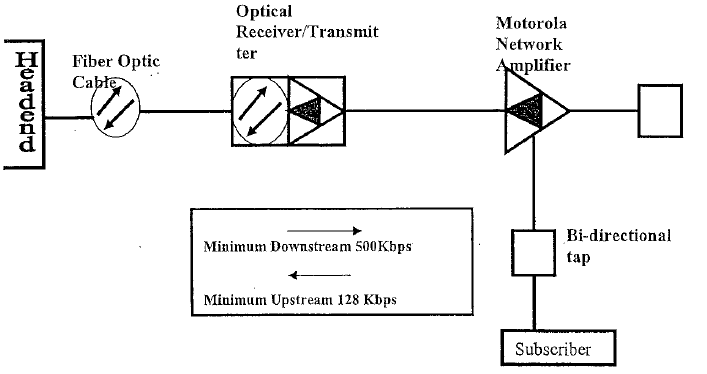 Optical
Receiver/Transmit
ter
Motorola
Network
Amplifier
Headend
Fiber Optic
Cable
Minimum Downstream 500Kbps
Minimum Upstream 128 Kbps
Bi-directional
tap
Subscriber